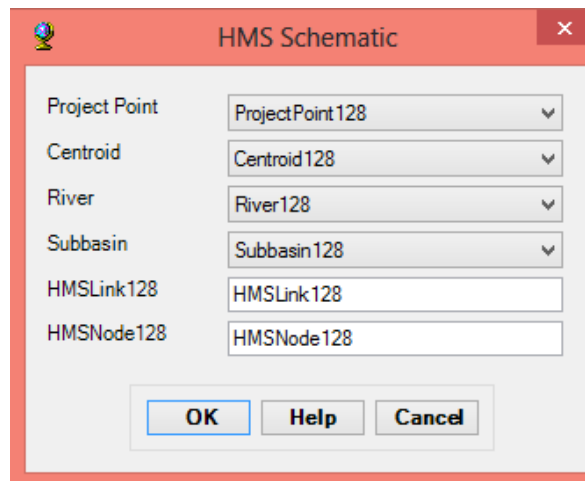 HMS Schematic
Project Point ProjectPoint128
Centroid Centroid128
River River128
Subbasin Subbasin128
HMSLink128 HMSLink128
HMSNode128 HMSNode128
OK Help Cancel